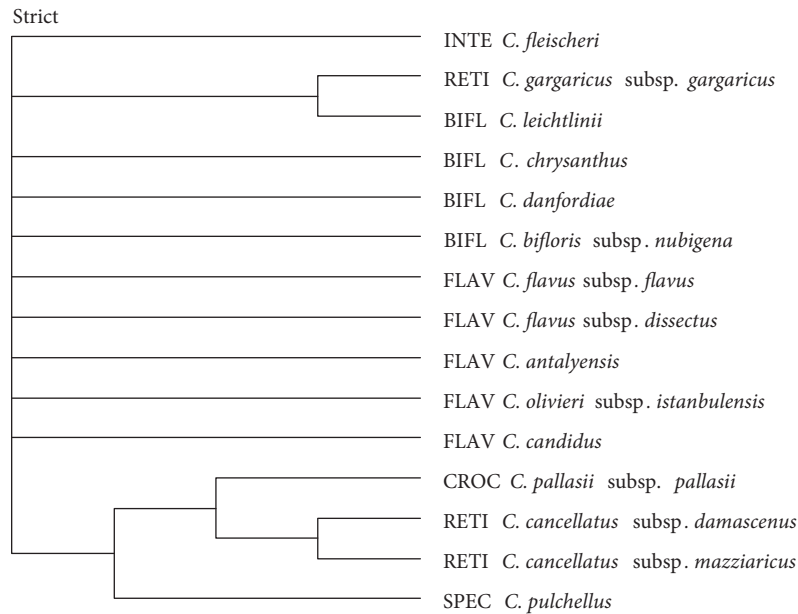 Strict
INTE C. fleischeri
RETI C. gargaricus subsp. gargaricus
BIFL C. leichtlinii
BIFL C. chrysanthus
BIFL C. danfordiae
BIFL C. bifloris subsp. nubigena
FLAV C. flavus subsp. flavus
FLAV C. flavus subsp. dissectus
FLAV C. antalyensis
FLAV C. olivieri subsp. istanbulensis
FLAV C. candidus
CROC C. pallasii subsp. pallasii
RETI C. cancellatus subsp. damascenus
RETI C. cancellatus subsp. mazziaricus
SPEC C. pulchellus